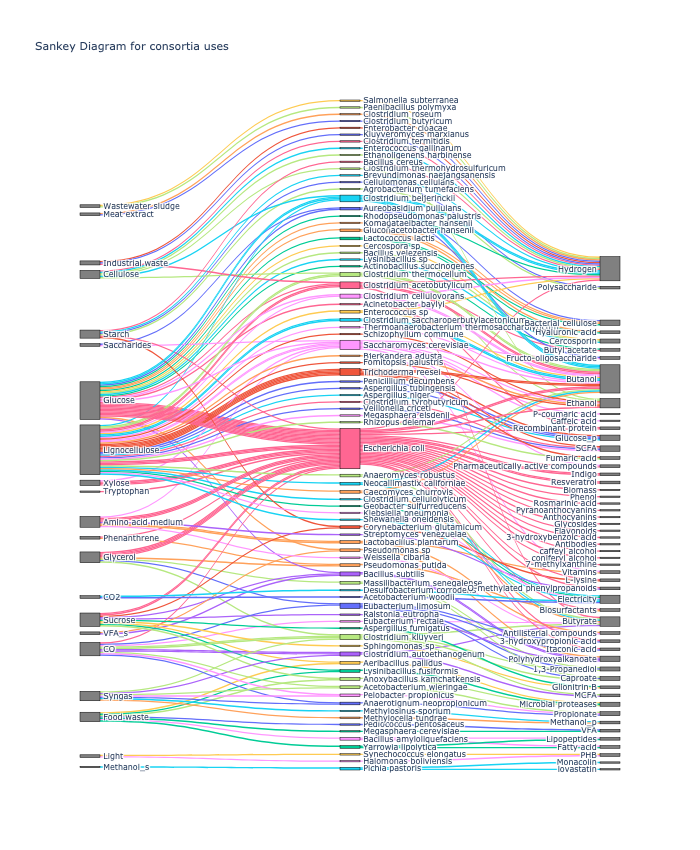 Sankey Diagram for consortia uses
Wastewater-sludge
Meat-extract
Industrial-waste
Cellulose
Starch
Saccharides
Glucose
Lignocellulose
Xylose
Tryptophan
Amino-acid-medium
Phenanthrene
Glycerol
CO2
Sucrose
VFA_s
CO
Syngas
Food-waste
Light
Methanol_s
Salmonella subterranea
Paenibacillus polymyxa
Clostridium roseum
Clostridium butyricum
Enterobacter cloacae
Kluyveromyces marxianus
Clostridium termitidis
Enterococcus gallinarum
Ethanoligenens harbinense
Bacillus cereus
Clostridium thermohydrosulfuricum
Brevundimonas naejangsanensis
Cellulomonas cellulans
Agrobacterium tumefaciens
Clostridium beijerinckii
Aureobasidium pullulans
Rhodopseudomonas palustris
Komagataeibacter hansenii
Gluconacetobacter hansenii
Lactococcus lactis
Cercospora sp
Bacillus velezensis
Lysinibacillus sp
Actinobacillus succinogenes
Clostridium thermocellum
Clostridium acetobutylicum
Clostridium cellulovorans
Acinetobacter baylyi
Enterococcus sp
Clostridium saccharoperbutylacetonicum
Thermoanaerobacterium
Schizophyllum commune
Saccharomyces cerevisiae
Bjerkandera adusta
Fomitopsis palustris
Trichoderma reesei
Penicillium decumbens
Aspergillus tubingensis
Aspergillus niger
Clostridium tyrobutyricum
Veillonella criceti
Megasphaera elsdenii
Rhizopus delemar
Escherichia coli
Anaeromyces robustus
Neocallimastix californiae
Caecomyces churrovis
Clostridium cellulolyticum
Geobacter sulfurreducens
Klebsiella pneumonia
Shewanella oneidensis
Corynebacterium glutamicum
Streptomyces venezuelae
Lactobacillus plantarum
Pseudomonas sp
Weissella cibaria
Pseudomonas putida
Bacillus subtilis
Massilibacterium senegalense
Acetobacterium woodii
Eubacterium limosum
Ralstonia eutropha
Eubacterium rectale
Aspergillus fumigatus
Clostridium kluyveri
Sphingomonas sp
Clostridium autoethanogenum
Aeribacillus pallidus
Lysinibacillus fusiformis
Anoxybacillus kamchatkensis
Acetobacterium wieringae
Pelobacter propionicus
Anaerotignum-neopropionicum
Methylosinus sporium
Methylocella tundrae
Pediococcus-pentosaceus
Megasphaera cerevisiae
Bacillus amyloliquefaciens
Yarrowia lipolytica
Synechococcus elongatus
Halomonas boliviensis
Pichia-pastoris
Hydrogen
Polysaccharide
Bacterial-cellulose
Hyaluronic-acid
Cercosporin
Butyl-acetate
Fructo-oligosaccharide
Butanol
Ethanol
P-coumaric acid
Caffeic acid
Recombinant-protein
Glucose_p
SCFA
Fumaric-acid
Pharmaceutically active compounds
Indigo
Resveratrol
Biomass
Phenol
Rosmarinic acid
Pyranoanthocyanins
Anthocyanins
Glycosides
Flavonoids
3-hydroxybenzoic acid
Antibodies
caffeyl alcohol
coniferyl alcohol
7-methylxanthine
Vitamins
L-lysine
O-methylated phenylpropanoids
Electricity
Biosurfactants
Butyrate
Antilisterial compounds
3-hydroxypropionic-acid
Itaconic-acid
Polyhydroxyalkanoate
1,3-Propanediol
Caproate
Glionitrin-B
MCFA
Microbial proteases
Propionate
Methanol_p
VFA
Lipopeptides
Fatty-acid
PHB
Monacolin
lovastatin